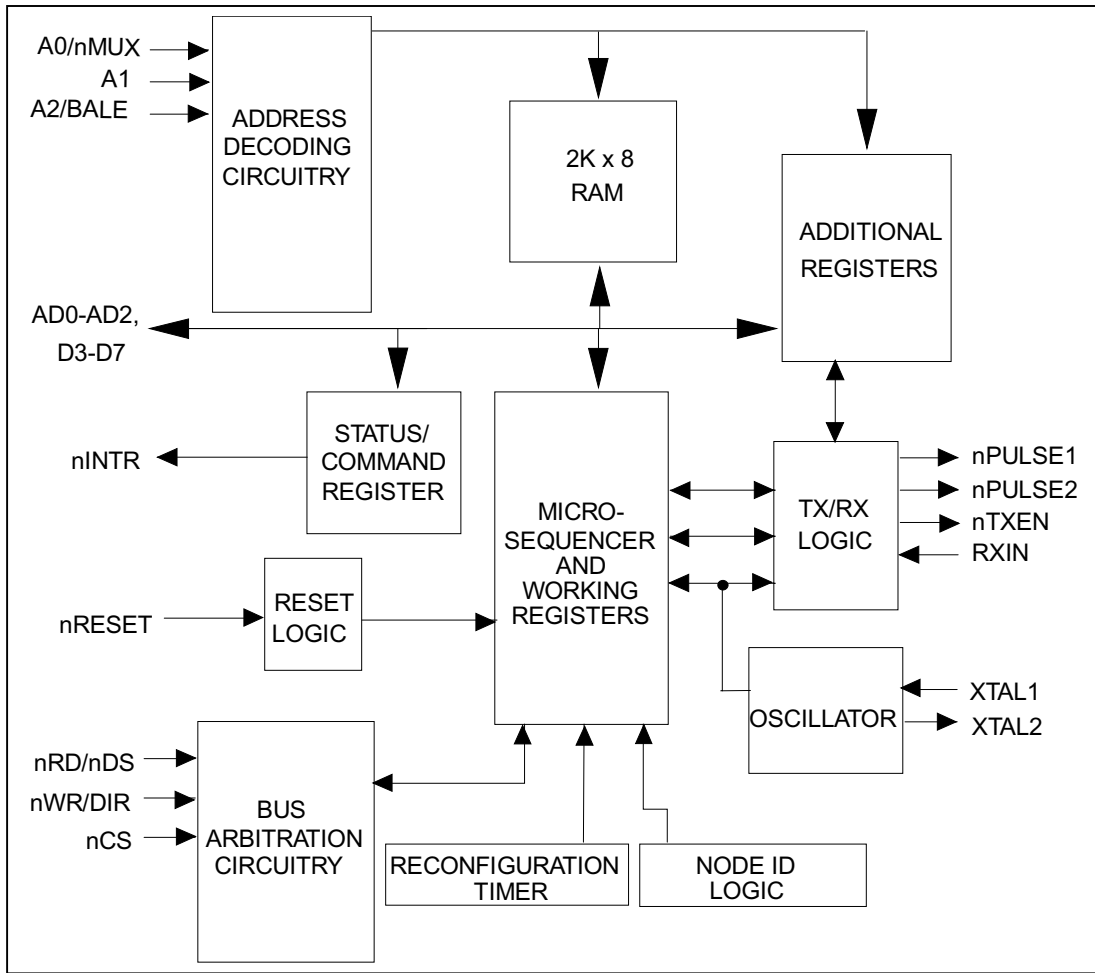 A0/nMUX
A1
A2/BALE
ADDRESS
DECODING
CIRCUITRY
2K x 8
RAM
ADDITIONAL
REGISTERS
AD0-AD2,
D3-D7
nINTR
STATUS/
COMMAND
REGISTER
MICRO-
SEQUENCER
AND
WORKING
REGISTERS
TX/RX
LOGIC
nPULSE1
nPULSE2
nTXEN
RXIN
nRESET
RESET
LOGIC
OSCILLATOR
XTAL1
XTAL2
nRD/nDS
nWR/DIR
nCS
BUS
ARBITRATION
CIRCUITRY
RECONFIGURATION
TIMER
NODE ID
LOGIC